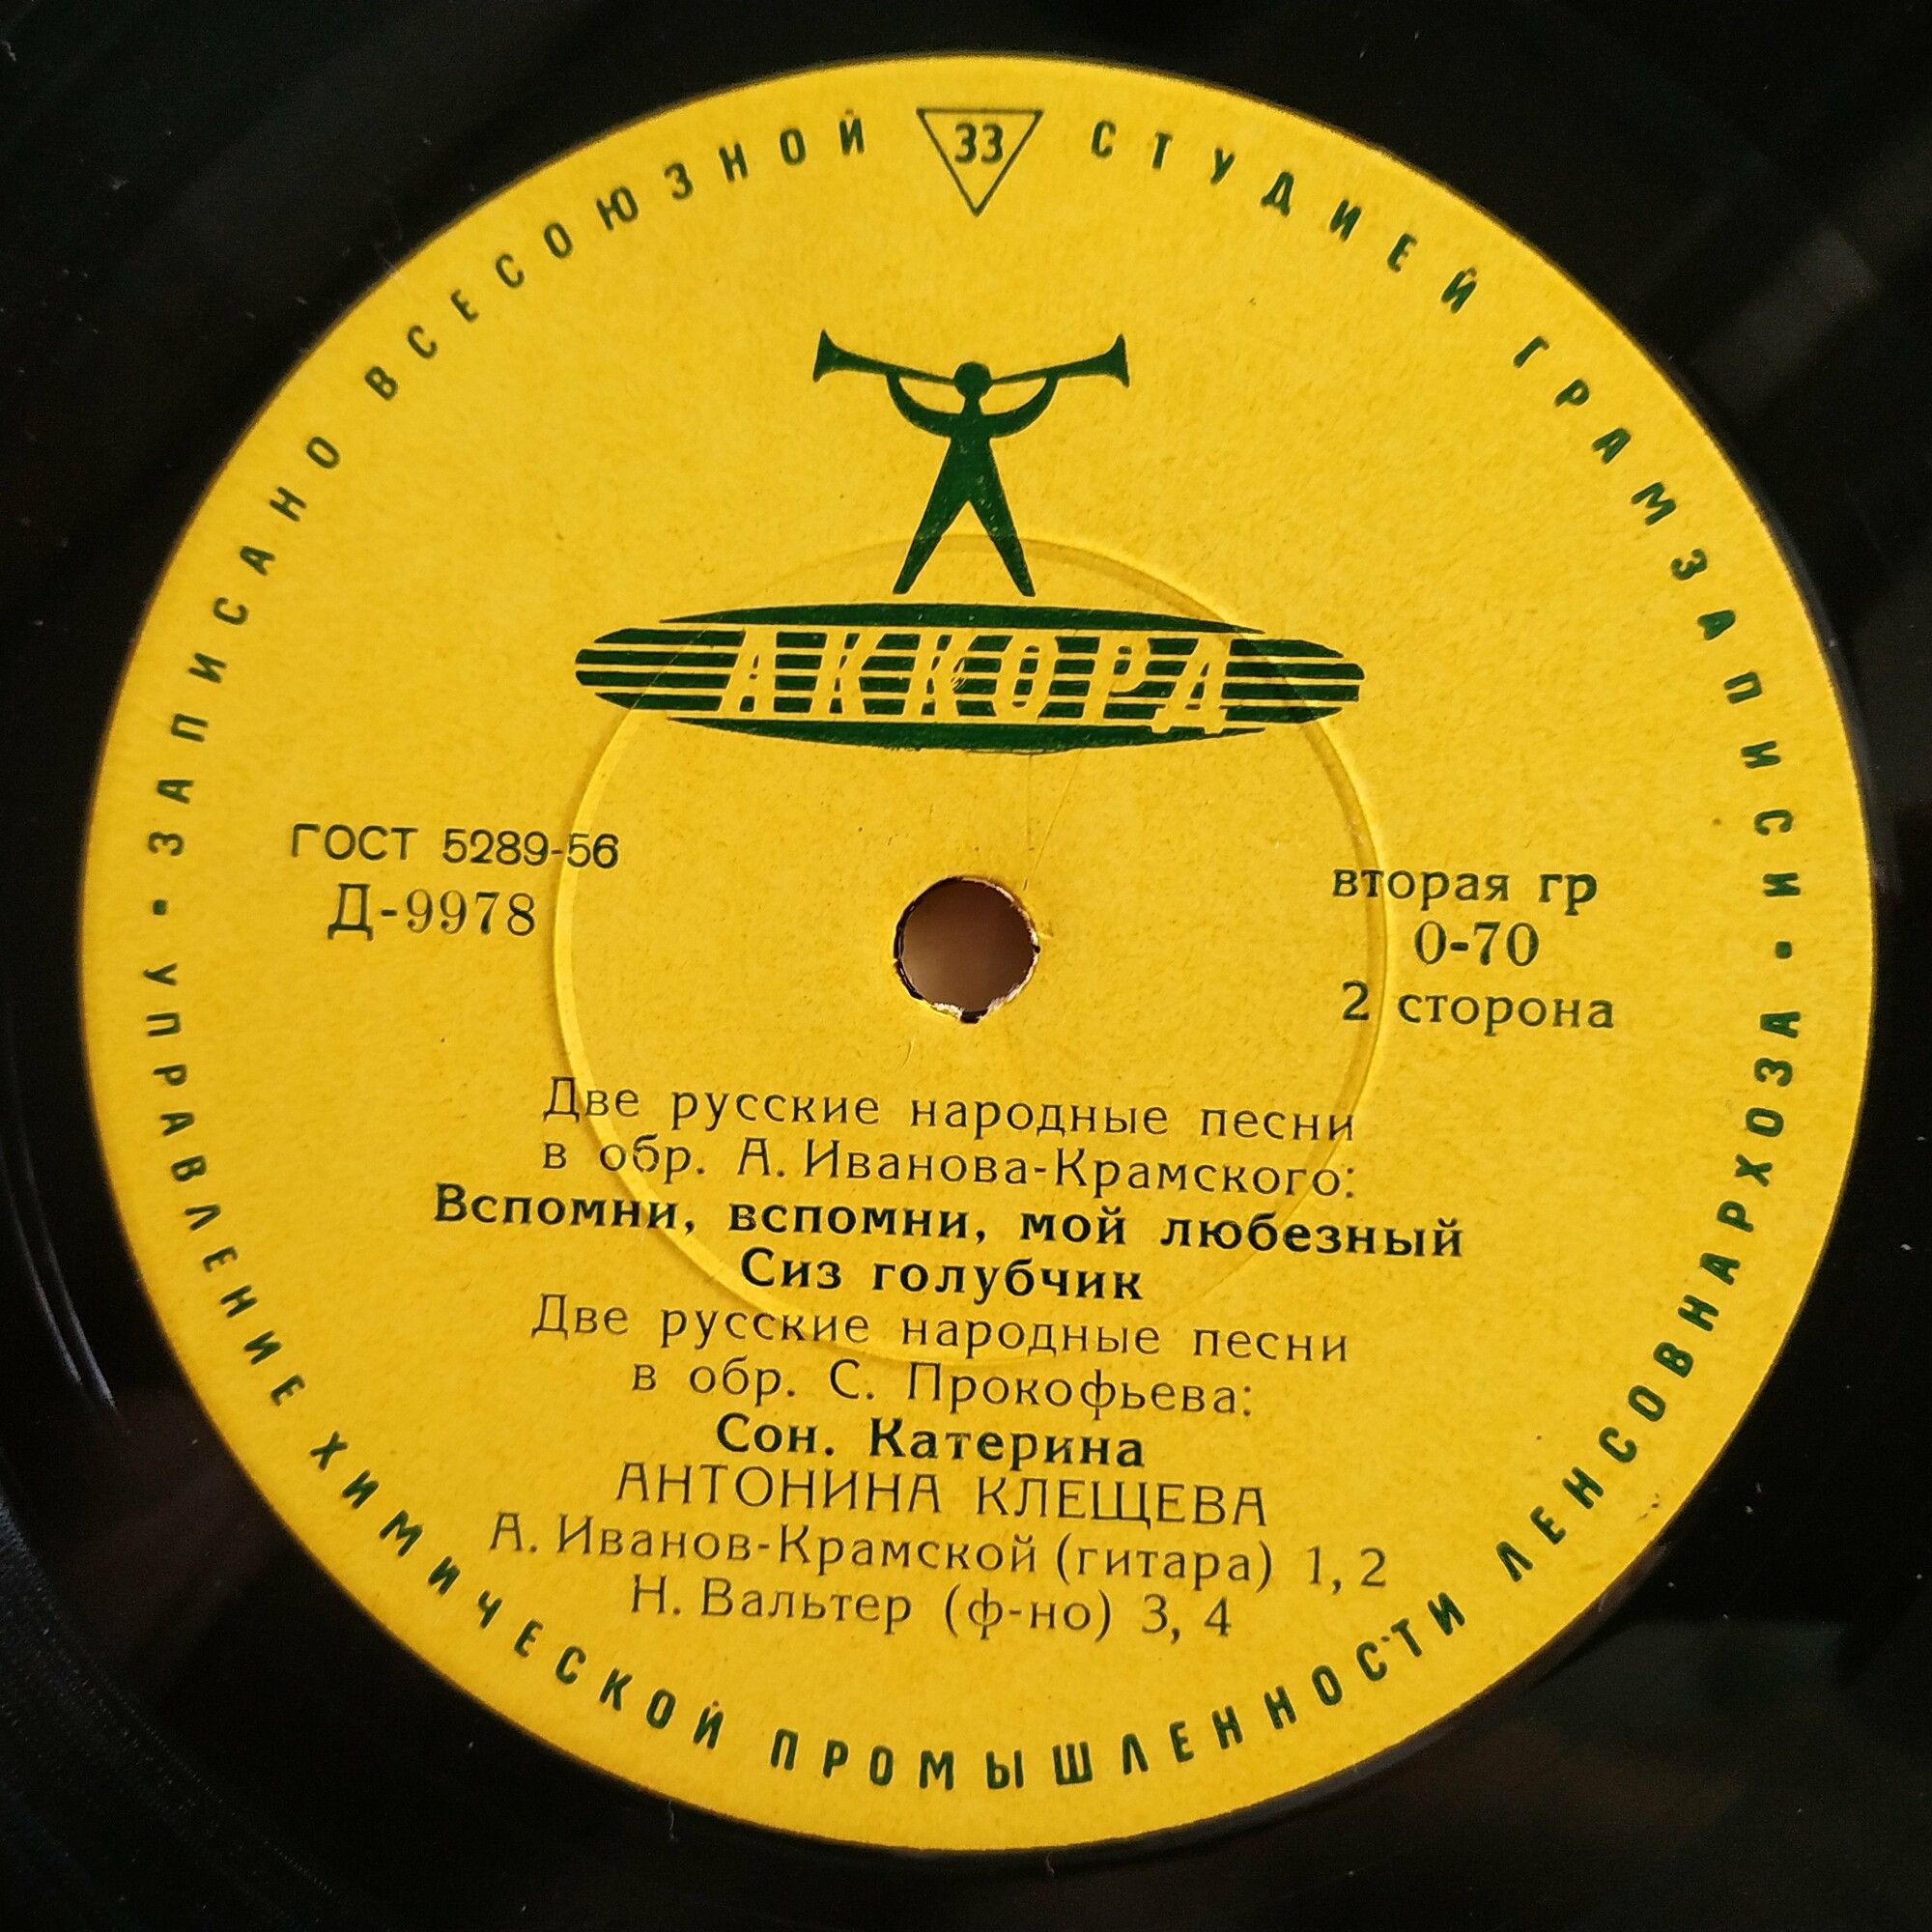 ЗАПИСАНО ВСЕСОЮЗНОЙ СТУДИЕЙ ГРАМЗАПИСИ
33
АККОРД
ГОСТ 5289-56
Д-9978
вторая гр
0-70
2 сторона
Две русские народные песни
в обр. А. Иванова-Крамского:
Вспомни, вспомни, мой любезный
Сиз голубчик
Две русские народные песни
в обр. С. Прокофьева:
Сон. Катерина
АНТОНИНА КЛЕЩЕВА
А. Иванов-Крамской (гитара) 1, 2
Н. Вальтер (ф-но) 3, 4
УПРАВЛЕНИЕ ХИМИЧЕСКОЙ ПРОМЫШЛЕННОСТИ ЛЕНСОВНАРХОЗА